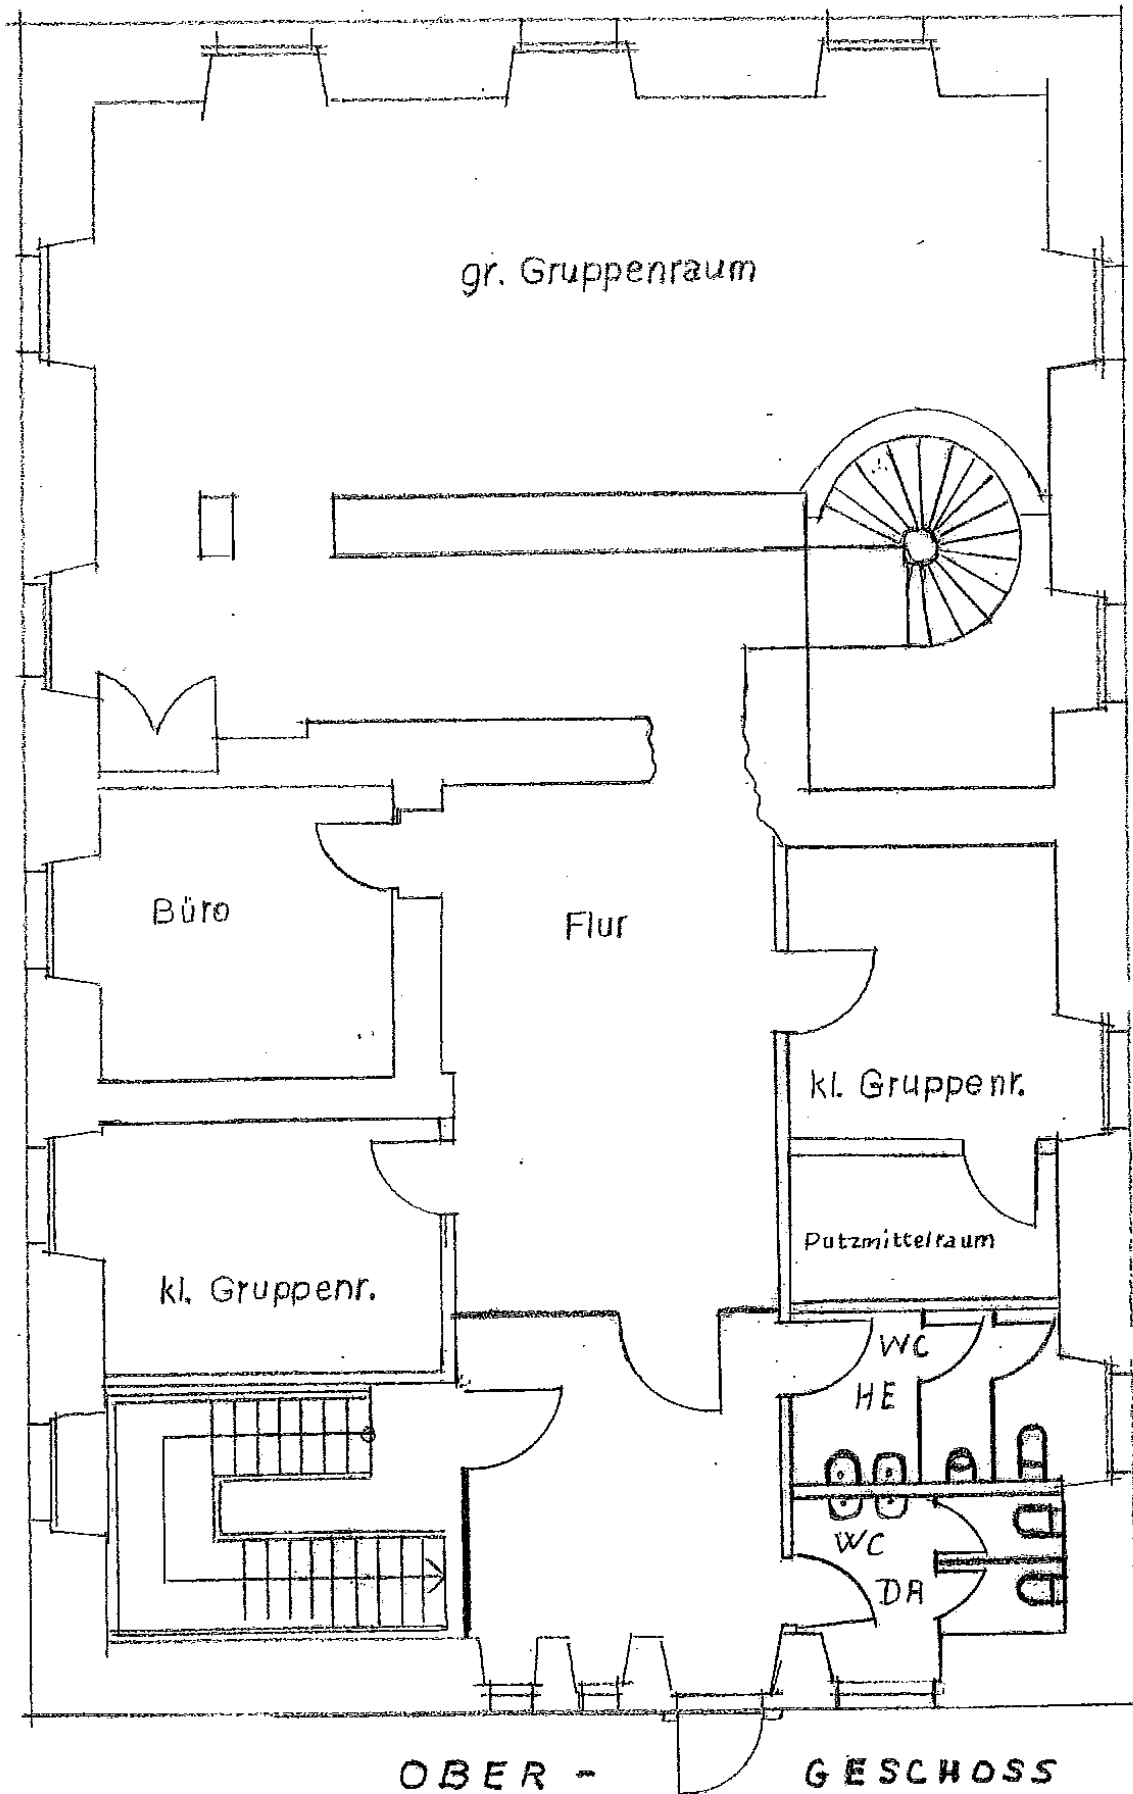 gr. Gruppenraum
Büro
Flur
kl. Gruppenr.
Putzmittelraum
kl. Gruppenr.
WC
HE
WC
DA
OBER - GESCHOSS